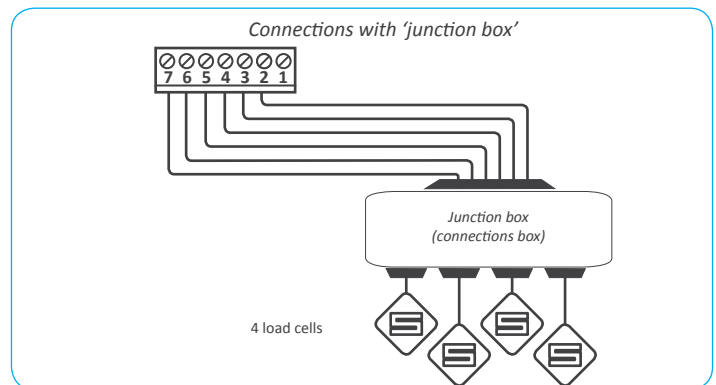 Connections with ‘junction box’
7 6 5 4 3 2 1
Junction box
(connections box)
4 load cells